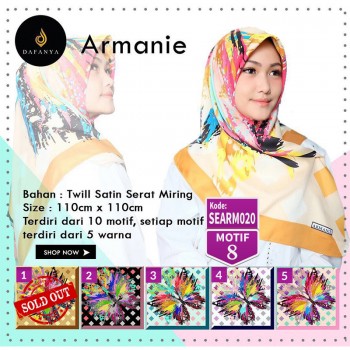 DAFANYA
Armanie
Bahan : Twill Satin Serat Miring
Size : 110cm x 110cm
Terdiri dari 10 motif, setiap motif
terdiri dari 5 warna
SHOP NOW
Kode:
SEARM020
MOTIF
8
1
2
3
4
5
SOLD OUT